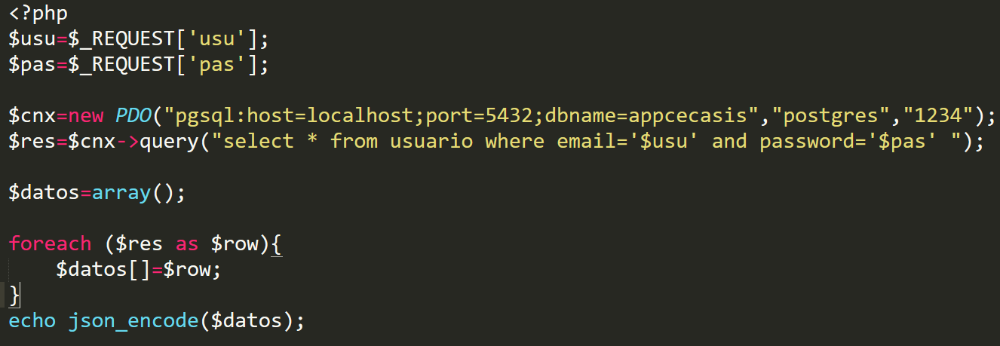 <?php
$usu=$_REQUEST['usu'];
$pas=$_REQUEST['pas'];
$cnx=new PDO("pgsql:host=localhost;port=5432;dbname=appcecasis","postgres","1234");
$res=$cnx->query("select * from usuario where email='$usu' and password='$pas' ");
$datos=array();
foreach ($res as $row){
    $datos[]=$row;
}
echo json_encode($datos);